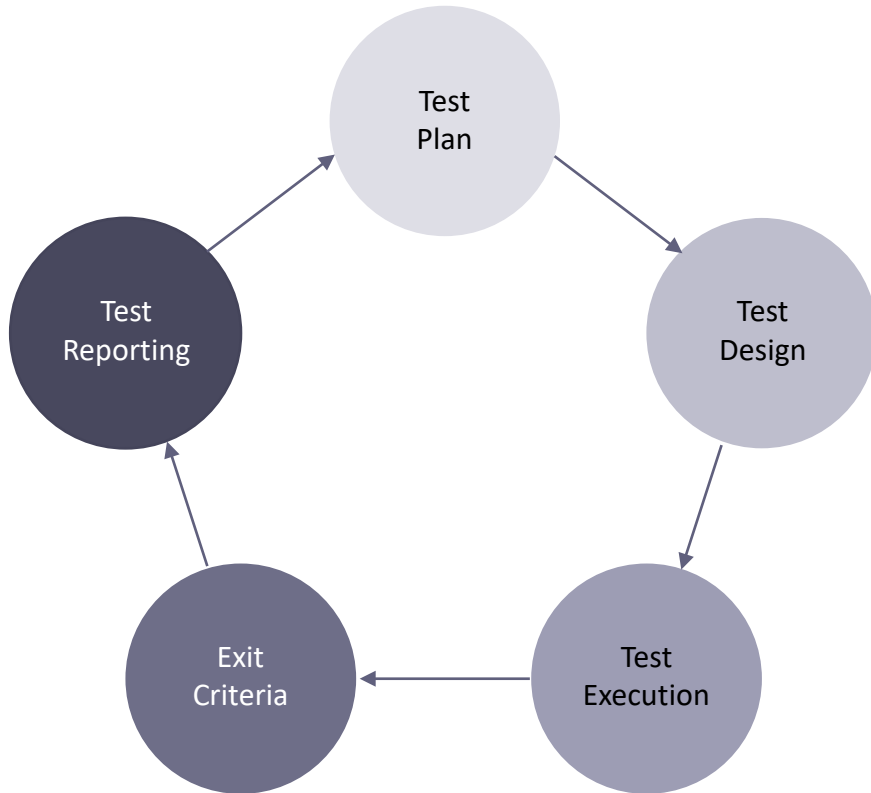 Test
Plan
Test
Design
Test
Execution
Exit
Criteria
Test
Reporting